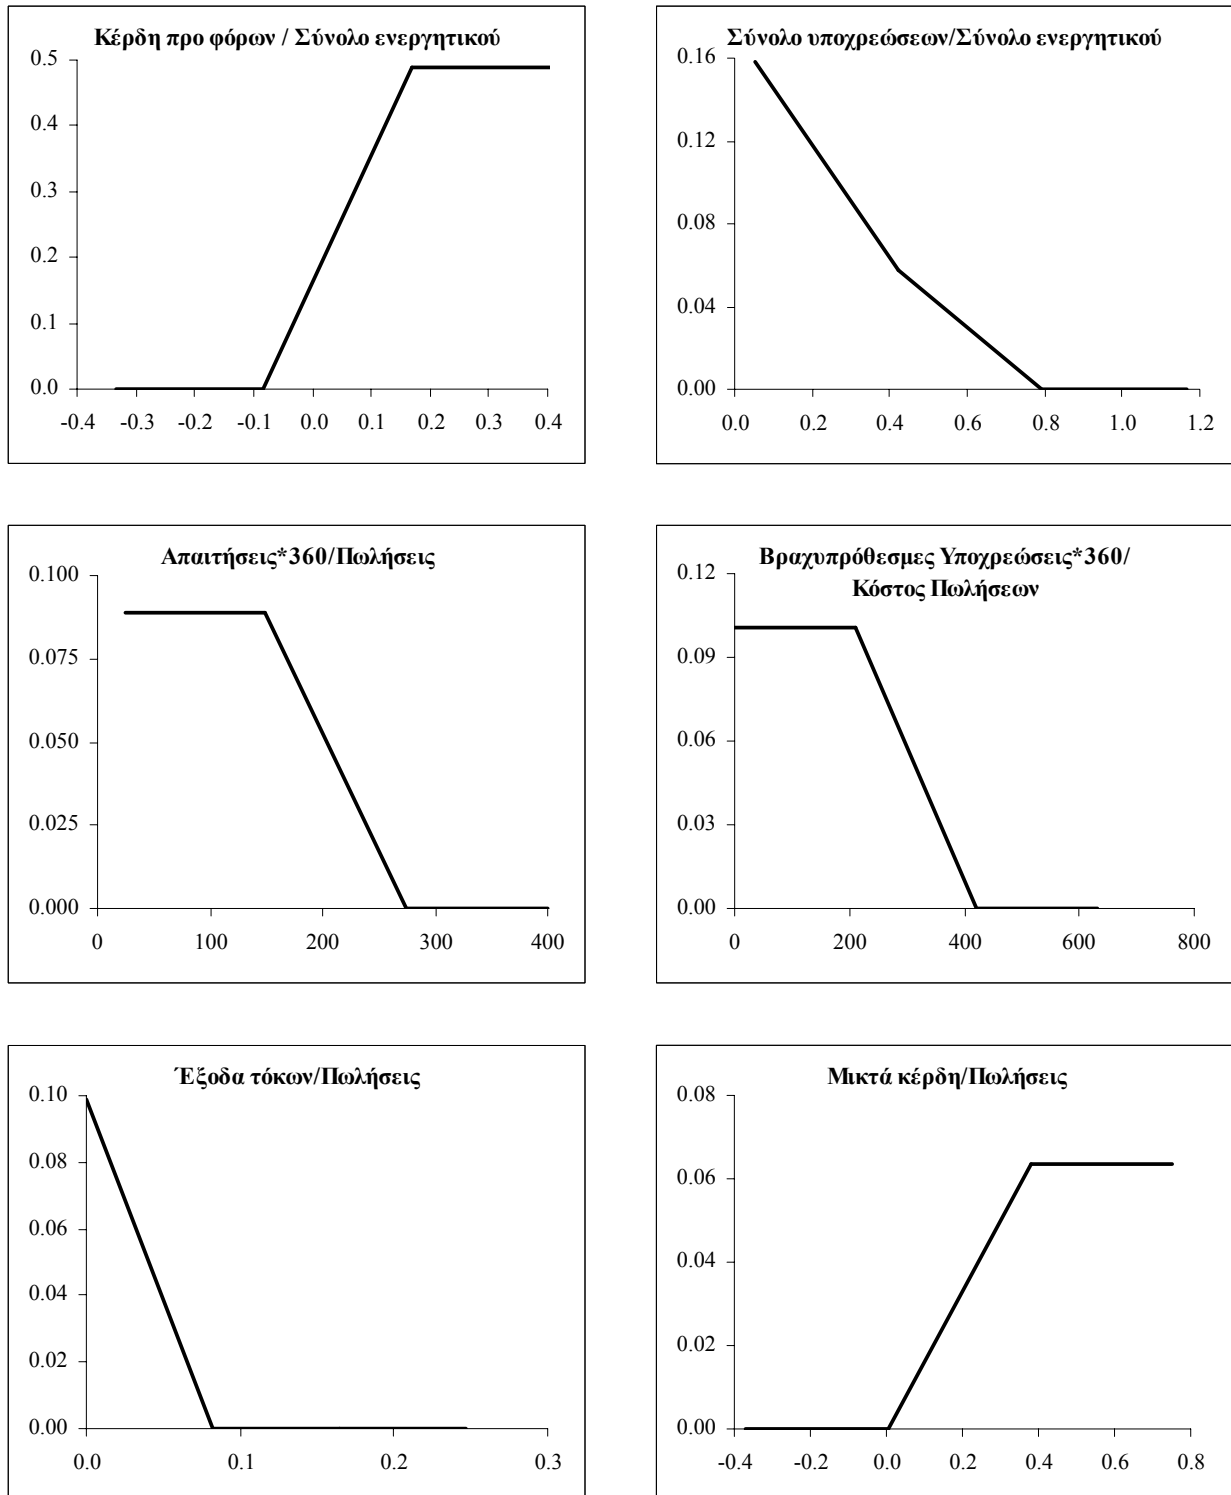 Κέρδη προ φόρων / Σύνολο ενεργητικού
0.5
0.4
0.3
0.2
0.1
0.0
-0.4 -0.3 -0.2 -0.2 -0.1 0.0 0.1 0.2 0.3 0.4
Σύνολο υποχρεώσεων/Σύνολο ενεργητικού
0.16
0.12
0.08
0.04
0.00
0.0 0.2 0.4 0.6 0.8 1.0 1.2
Απαιτήσεις*360/Πωλήσεις
0.100
0.075
0.050
0.025
0.000
0 100 200 300 400
Βραχυπρόθεσμες Υποχρεώσεις*360/
Κόστος Πωλήσεων
0.12
0.09
0.06
0.03
0.00
0 200 400 600 800
Έξοδα τόκων/Πωλήσεις
0.10
0.08
0.06
0.04
0.02
0.00
0.0 0.1 0.2 0.3
Μικτά κέρδη/Πωλήσεις
0.08
0.06
0.04
0.02
0.00
-0.4 -0.2 0.0 0.2 0.4 0.6 0.8